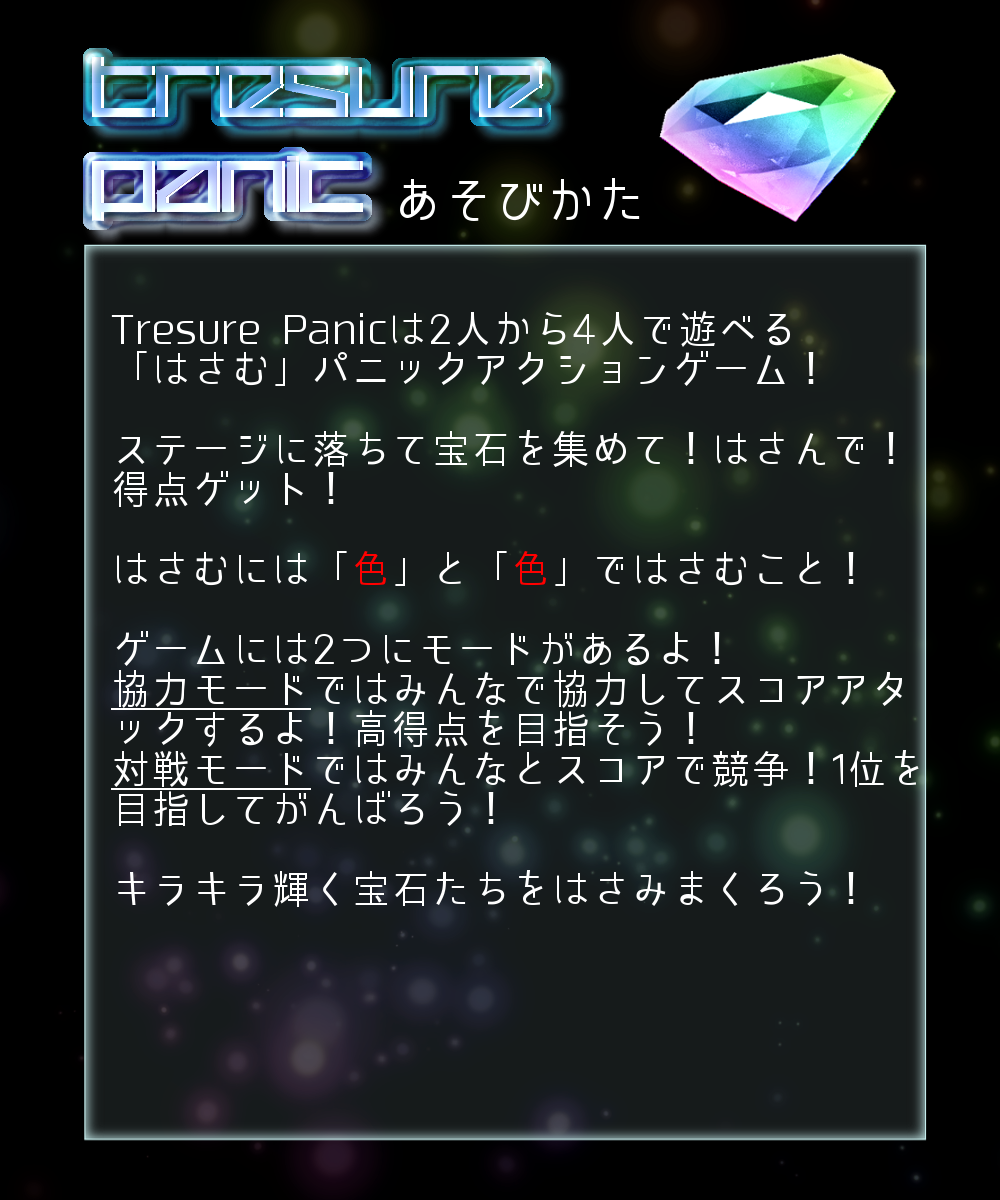 tresure
panic あそびかた
Tresure Panicは2人から4人で遊べる
「はさむ」パニックアクションゲーム！
ステージに落ちて宝石を集めて！はさんで！
得点ゲット！
はさむには「色」と「色」ではさむこと！
ゲームには2つにモードがあるよ！
協力モードではみんなで協力してスコアアタ
ックするよ！高得点を目指そう！
対戦モードではみんなとスコアで競争！1位を
目指してがんばろう！
キラキラ輝く宝石たちをはさみまくろう！